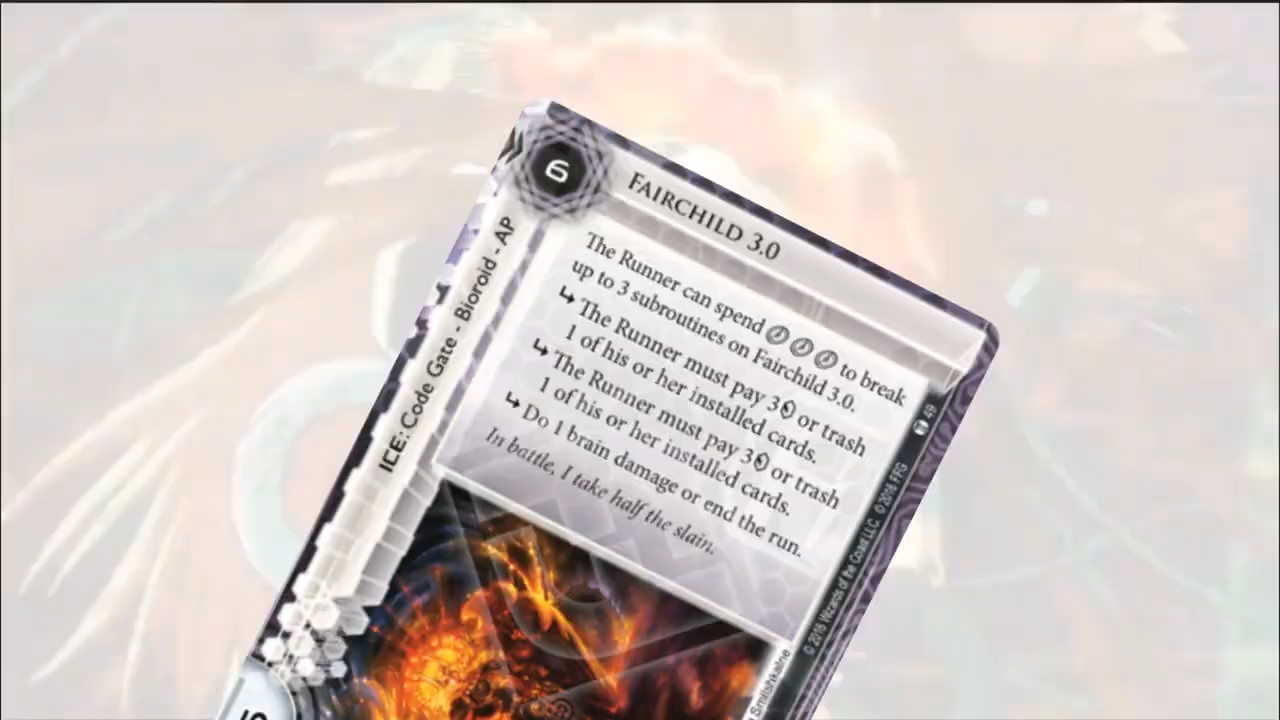 6
FAIRCHILD 3.0
ICE: Code Gate - Bioroid - AP
The Runner can spend to break
up to 3 subroutines on Fairchild 3.0.
↳ The Runner must pay 3 or trash
1 of his or her installed cards.
↳ The Runner must pay 3 or trash
1 of his or her installed cards.
↳ Do 1 brain damage or end the run.
In battle, I take half the slain.
49
© 2016 Wizards of the Coast LLC. © 2016 FFG